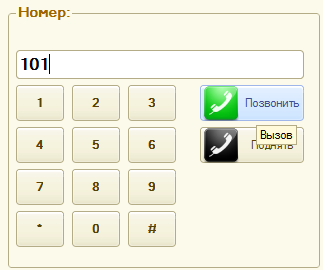 Номер:
101
1 2 3 Позвонить
Вызов
4 5 6 Поднять
7 8 9
* 0 #